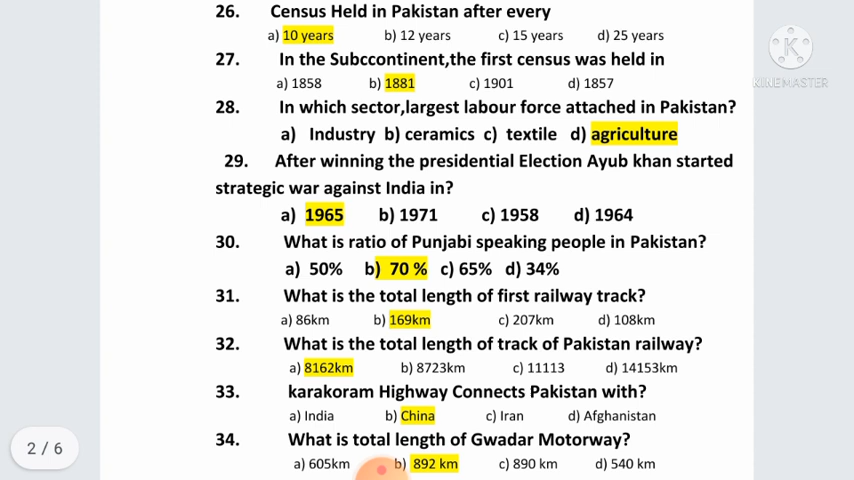 26. Census Held in Pakistan after every
a) 10 years b) 12 years c) 15 years d) 25 years
27. In the Subccontinent,the first census was held in
a) 1858 b) 1881 c) 1901 d) 1857
28. In which sector,largest labour force attached in Pakistan?
a) Industry b) ceramics c) textile d) agriculture
29. After winning the presidential Election Ayub khan started
strategic war against India in?
a) 1965 b) 1971 c) 1958 d) 1964
30. What is ratio of Punjabi speaking people in Pakistan?
a) 50% b) 70 % c) 65% d) 34%
31. What is the total length of first railway track?
a) 86km b) 169km c) 207km d) 108km
32. What is the total length of track of Pakistan railway?
a) 8162km b) 8723km c) 11113 d) 14153km
33. karakoram Highway Connects Pakistan with?
a) India b) China c) Iran d) Afghanistan
34. What is total length of Gwadar Motorway?
a) 605km b) 892 km c) 890 km d) 540 km
2 / 6
K
KINEMASTER